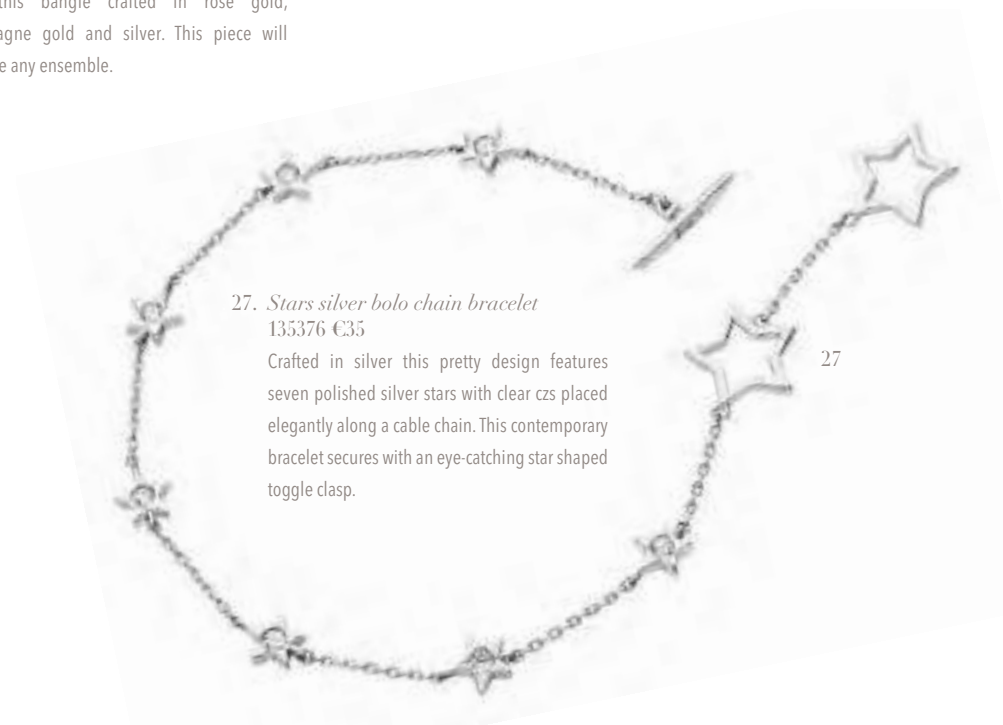 this bangle crafted in rose gold,
gold and silver. This piece will
any ensemble.
27. Stars silver bolo chain bracelet
135376 €35
Crafted in silver this pretty design features
seven polished silver stars with clear czs placed
elegantly along a cable chain. This contemporary
bracelet secures with an eye-catching star shaped
toggle clasp.
27